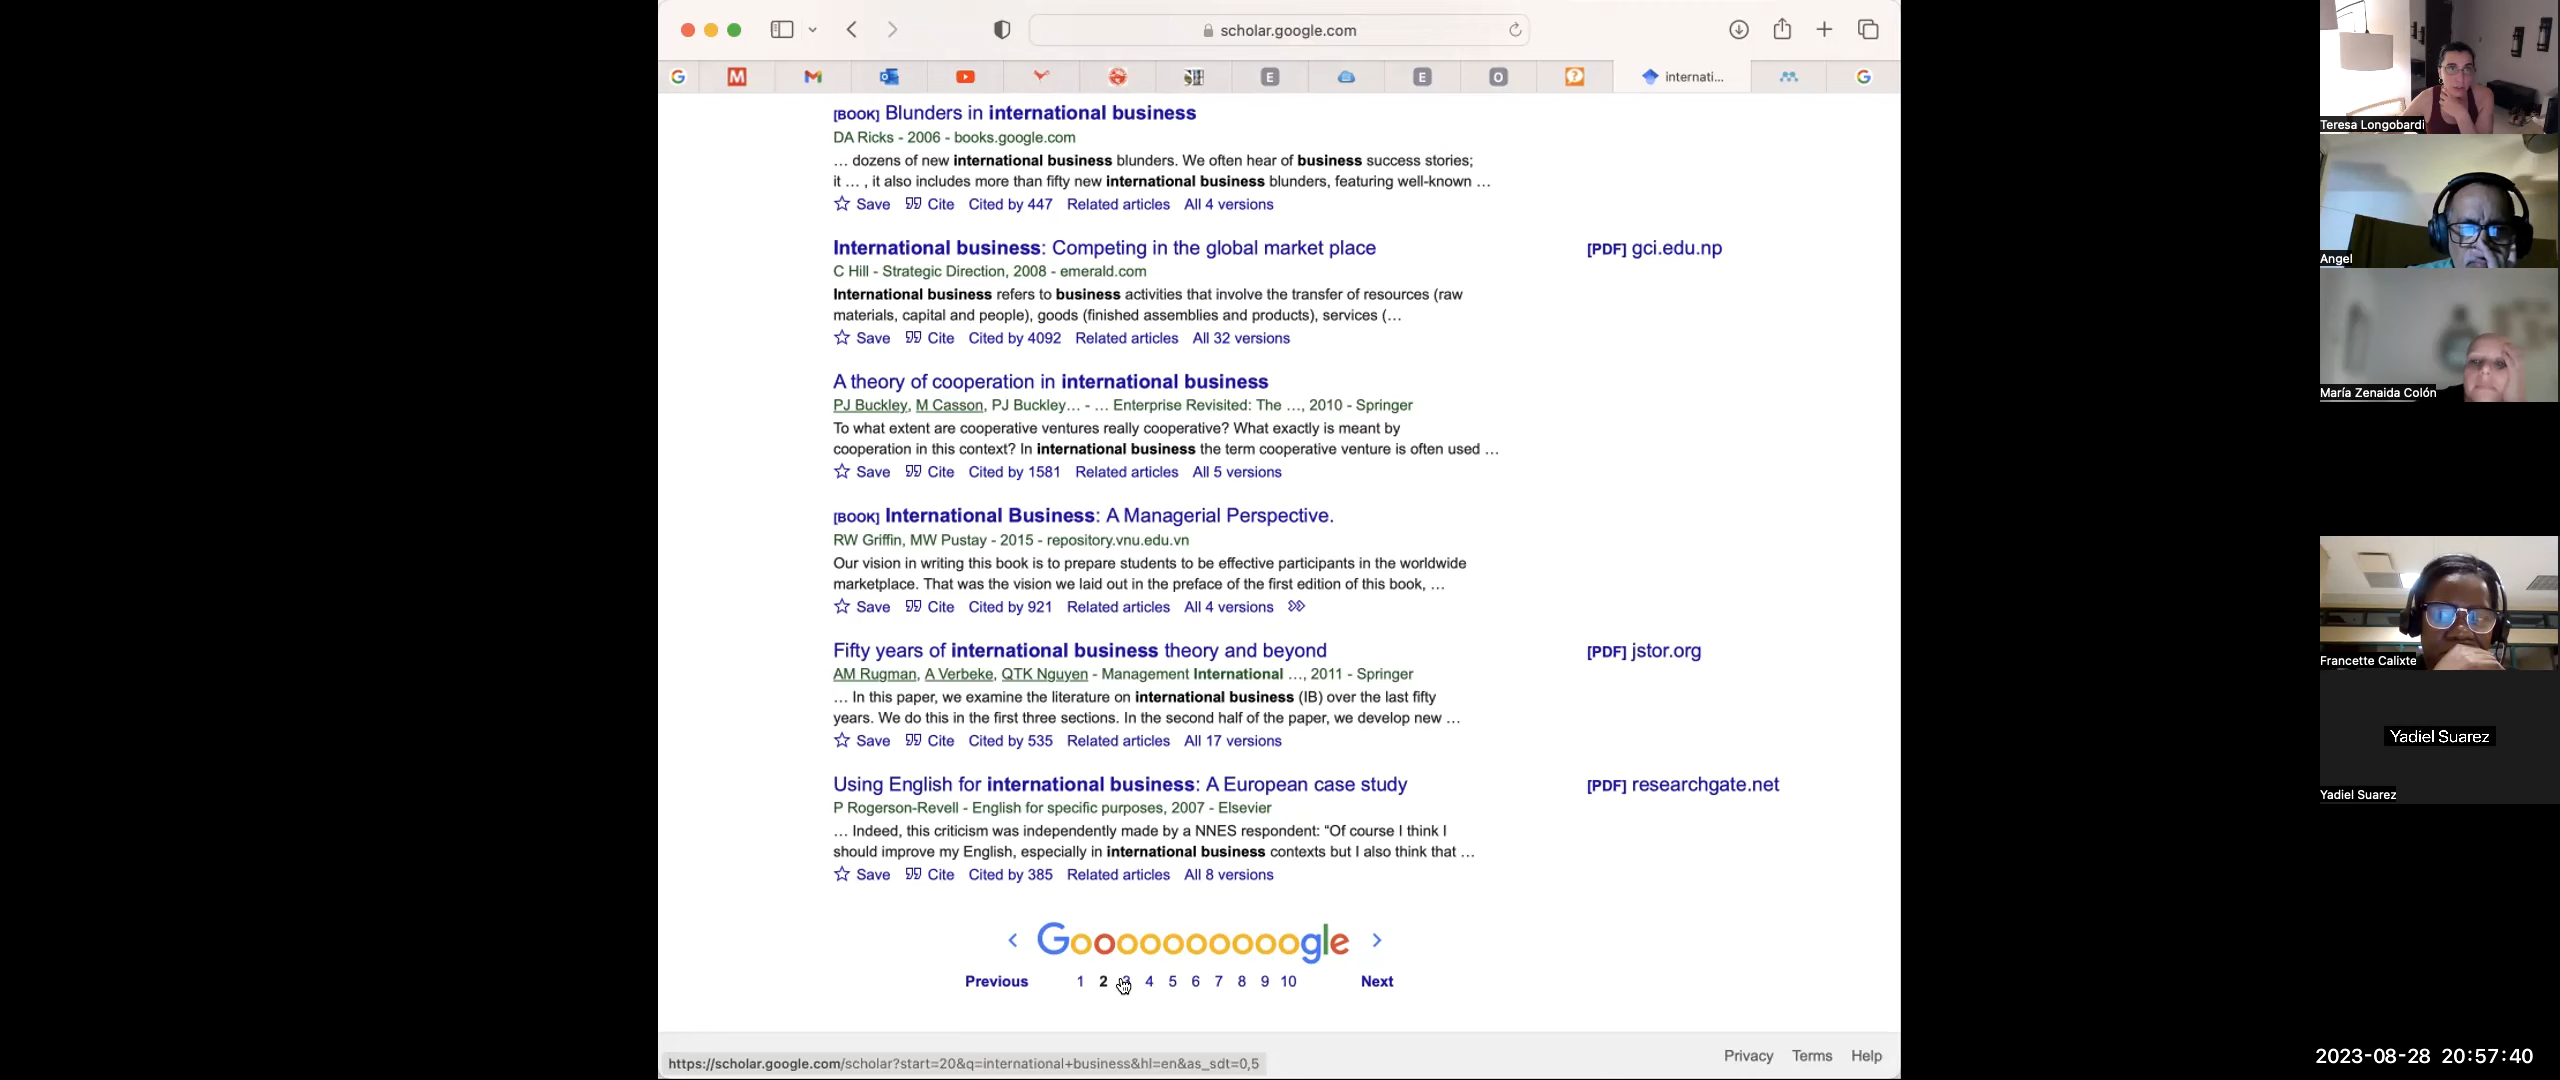 scholar.google.com
internati...
[BOOK] Blunders in international business
DA Ricks - 2006 - books.google.com
… dozens of new international business blunders. We often hear of business success stories;
it … , it also includes more than fifty new international business blunders, featuring well-known …
Save Cite Cited by 447 Related articles All 4 versions
International business: Competing in the global market place
[PDF] gci.edu.np
C Hill - Strategic Direction, 2008 - emerald.com
International business refers to business activities that involve the transfer of resources (raw
materials, capital and people), goods (finished assemblies and products), services (…
Save Cite Cited by 4092 Related articles All 32 versions
A theory of cooperation in international business
PJ Buckley, M Casson, PJ Buckley… - … Enterprise Revisited: The …, 2010 - Springer
To what extent are cooperative ventures really cooperative? What exactly is meant by
cooperation in this context? In international business the term cooperative venture is often used …
Save Cite Cited by 1581 Related articles All 5 versions
[BOOK] International Business: A Managerial Perspective.
RW Griffin, MW Pustay - 2015 - repository.vnu.edu.vn
Our vision in writing this book is to prepare students to be effective participants in the worldwide
marketplace. That was the vision we laid out in the preface of the first edition of this book, …
Save Cite Cited by 921 Related articles All 4 versions
Fifty years of international business theory and beyond
[PDF] jstor.org
AM Rugman, A Verbeke, QTK Nguyen - Management International …, 2011 - Springer
… In this paper, we examine the literature on international business (IB) over the last fifty
years. We do this in the first three sections. In the second half of the paper, we develop new …
Save Cite Cited by 535 Related articles All 17 versions
Using English for international business: A European case study
[PDF] researchgate.net
P Rogerson-Revell - English for specific purposes, 2007 - Elsevier
… Indeed, this criticism was independently made by a NNES respondent: “Of course I think I
should improve my English, especially in international business contexts but I also think that …
Save Cite Cited by 385 Related articles All 8 versions
Goooooooooogle
Previous 1 2 3 4 5 6 7 8 9 10 Next
Privacy Terms Help
https://scholar.google.com/scholar?start=20&q=international+business&hl=en&as_sdt=0,5
Teresa Longobardi
Angel
María Zenaida Colón
Francette Calixte
Yadiel Suarez
Yadiel Suarez
2023-08-28 20:57:40